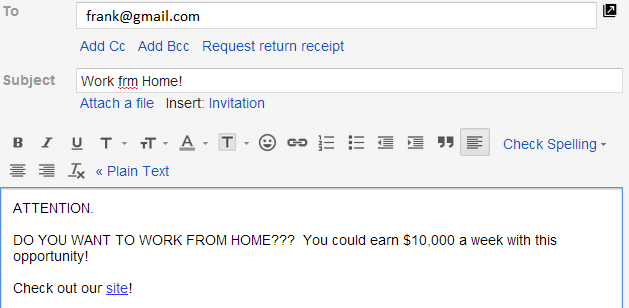 To frank@gmail.com
Add Cc Add Bcc Request return receipt
Subject Work frm Home!
Attach a file Insert: Invitation
B I U T T T A T Check Spelling
Tx « Plain Text
ATTENTION.
DO YOU WANT TO WORK FROM HOME???  You could earn $10,000 a week with this
opportunity!
Check out our site!